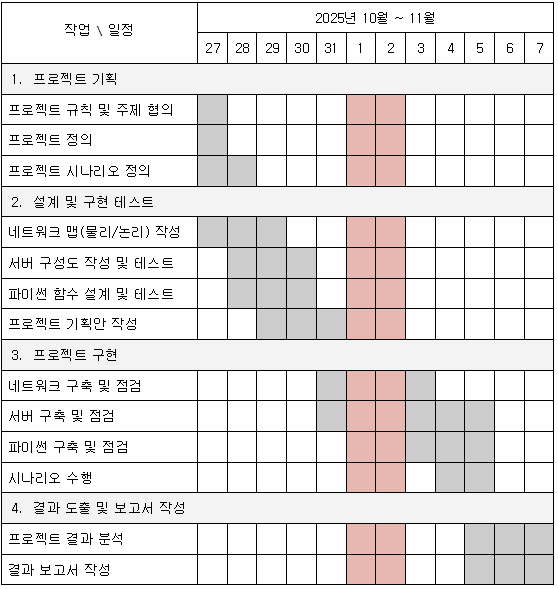 작업 \ 일정
2025년 10월 ~ 11월
27 28 29 30 31 1 2 3 4 5 6 7
1. 프로젝트 기획
프로젝트 규칙 및 주제 협의
프로젝트 정의
프로젝트 시나리오 정의
2. 설계 및 구현 테스트
네트워크 맵(물리/논리) 작성
서버 구성도 작성 및 테스트
파이썬 함수 설계 및 테스트
프로젝트 기획안 작성
3. 프로젝트 구현
네트워크 구축 및 점검
서버 구축 및 점검
파이썬 구축 및 점검
시나리오 수행
4. 결과 도출 및 보고서 작성
프로젝트 결과 분석
결과 보고서 작성